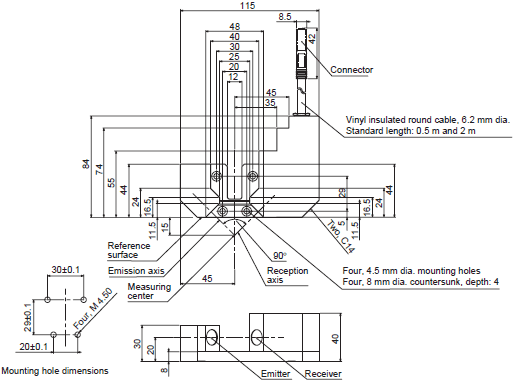 115
48
40
30
25
20
12
8.5
42
Connector
45
35
Vinyl insulated round cable, 6.2 mm dia.
Standard length: 0.5 m and 2 m
84
74
55
44
24
16.5
11.5
15
29
5
11.5
16.5
24
44
Two, C14
Reference
surface
Emission axis
Measuring
center
90°
Reception
axis
45
Four, 4.5 mm dia. mounting holes
Four, 8 mm dia. countersunk, depth: 4
30±0.1
29±0.1
Four, M 4.50
20±0.1
Mounting hole dimensions
30
20
8
40
Emitter
Receiver